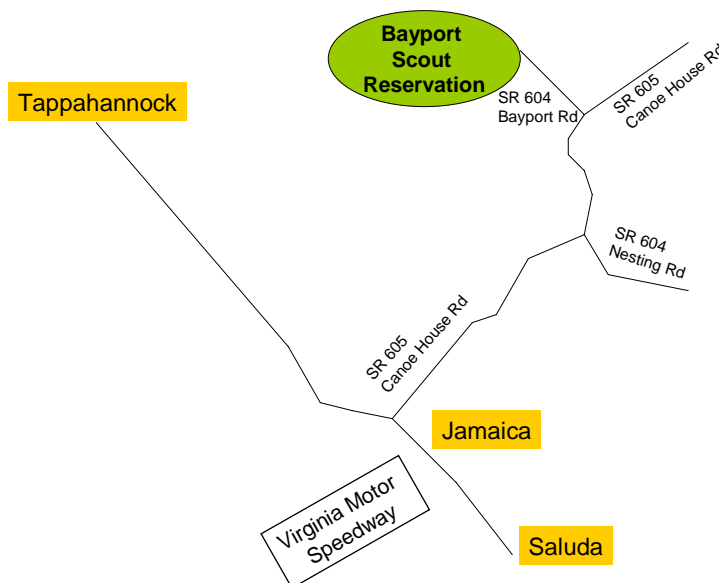 Bayport
Scout
Reservation
SR 605
Canoe House Rd
SR 604
Bayport Rd
Tappahannock
SR 604
Nesting Rd
SR 605
Canoe House Rd
Jamaica
Virginia Motor
Speedway
Saluda